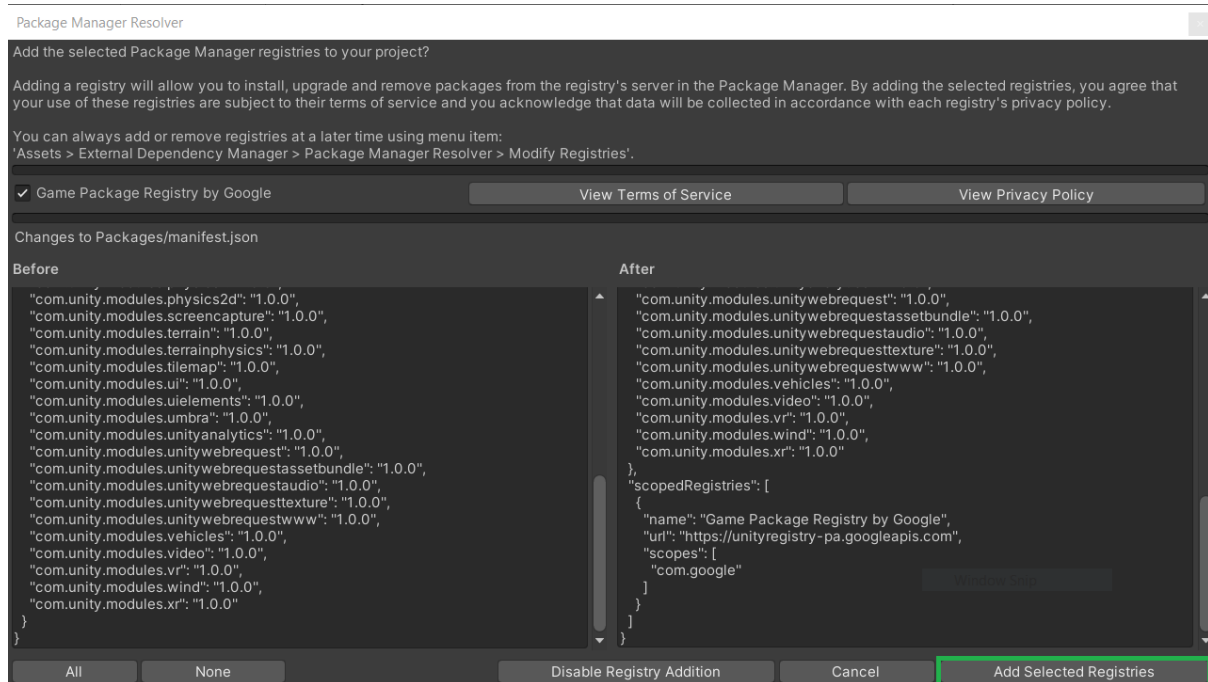 Package Manager Resolver
Add the selected Package Manager registries to your project?
Adding a registry will allow you to install, upgrade and remove packages from the registry's server in the Package Manager. By adding the selected registries, you agree that
your use of these registries are subject to their terms of service and you acknowledge that data will be collected in accordance with each registry's privacy policy.
You can always add or remove registries at a later time using menu item:
'Assets > External Dependency Manager > Package Manager Resolver > Modify Registries'.
Game Package Registry by Google
View Terms of Service
View Privacy Policy
Changes to Packages/manifest.json
Before
"com.unity.modules.physics2d": "1.0.0",
"com.unity.modules.screencapture": "1.0.0",
"com.unity.modules.terrain": "1.0.0",
"com.unity.modules.terrainphysics": "1.0.0",
"com.unity.modules.tilemap": "1.0.0",
"com.unity.modules.ui": "1.0.0",
"com.unity.modules.uielements": "1.0.0",
"com.unity.modules.umbra": "1.0.0",
"com.unity.modules.unityanalytics": "1.0.0",
"com.unity.modules.unitywebrequest": "1.0.0",
"com.unity.modules.unitywebrequestassetbundle": "1.0.0",
"com.unity.modules.unitywebrequestaudio": "1.0.0",
"com.unity.modules.unitywebrequesttexture": "1.0.0",
"com.unity.modules.unitywebrequestwww": "1.0.0",
"com.unity.modules.vehicles": "1.0.0",
"com.unity.modules.video": "1.0.0",
"com.unity.modules.vr": "1.0.0",
"com.unity.modules.wind": "1.0.0",
"com.unity.modules.xr": "1.0.0"
}
}
After
"com.unity.modules.unitywebrequest": "1.0.0",
"com.unity.modules.unitywebrequestassetbundle": "1.0.0",
"com.unity.modules.unitywebrequestaudio": "1.0.0",
"com.unity.modules.unitywebrequesttexture": "1.0.0",
"com.unity.modules.unitywebrequestwww": "1.0.0",
"com.unity.modules.vehicles": "1.0.0",
"com.unity.modules.video": "1.0.0",
"com.unity.modules.vr": "1.0.0",
"com.unity.modules.wind": "1.0.0",
"com.unity.modules.xr": "1.0.0"
},
"scopedRegistries": [
{
"name": "Game Package Registry by Google",
"url": "https://unityregistry-pa.googleapis.com",
"scopes": [
"com.google"
]
}
]
}
Window Snip
All
None
Disable Registry Addition
Cancel
Add Selected Registries